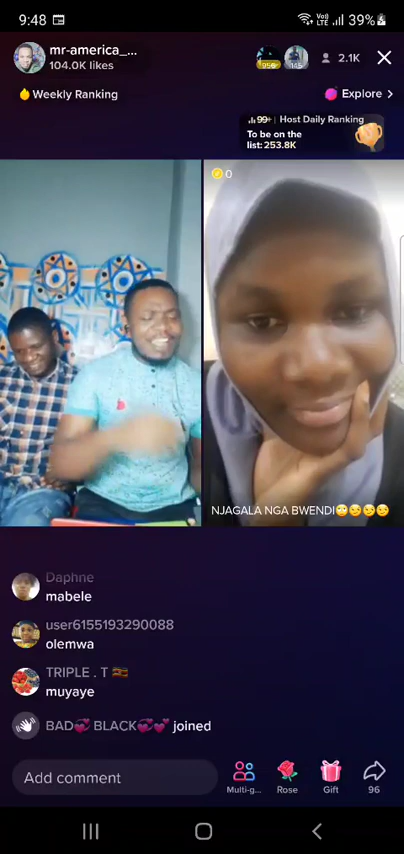 9:48
Vo))
LTE
39%
mr-america_...
104.0K likes
2.1K
Weekly Ranking
Explore >
99+ | Host Daily Ranking
To be on the
list: 253.8K
0
NJAGALA NGA BWENDI🙄😒😒😏
Daphne
mabele
user6155193290088
olemwa
TRIPLE . T 🇺🇬
muyaye
BAD💞 BLACK💞💕 joined
Add comment
Multi-g...
Rose
Gift
96